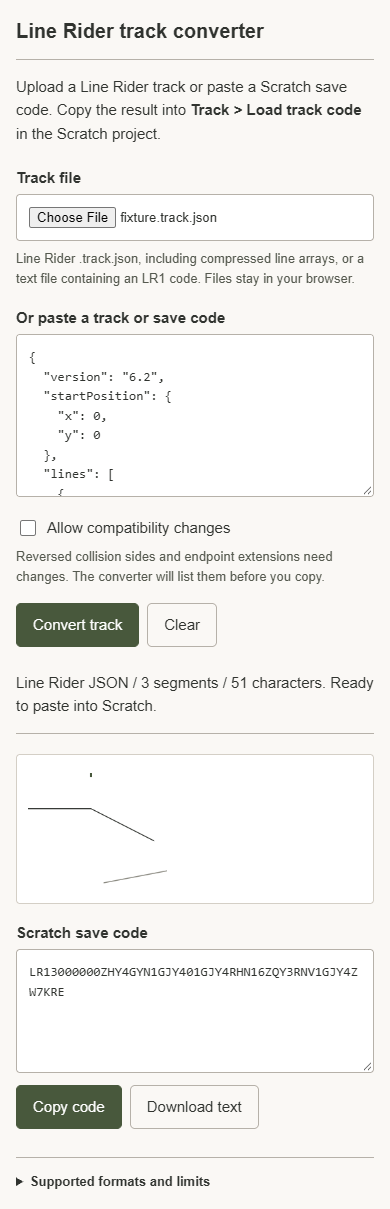 Line Rider track converter
Upload a Line Rider track or paste a Scratch save
code. Copy the result into Track > Load track code
in the Scratch project.
Track file
Choose File fixture.track.json
Line Rider .track.json, including compressed line arrays, or a
text file containing an LR1 code. Files stay in your browser.
Or paste a track or save code
{
"version": "6.2",
"startPosition": {
"x": 0,
"y": 0
},
"lines": [
{
Allow compatibility changes
Reversed collision sides and endpoint extensions need
changes. The converter will list them before you copy.
Convert track Clear
Line Rider JSON / 3 segments / 51 characters. Ready
to paste into Scratch.
Scratch save code
LR13000000ZHY4GYN1GJY401GJY4RHN16ZQY3RNV1GJY4Z
W7KRE
Copy code Download text
Supported formats and limits